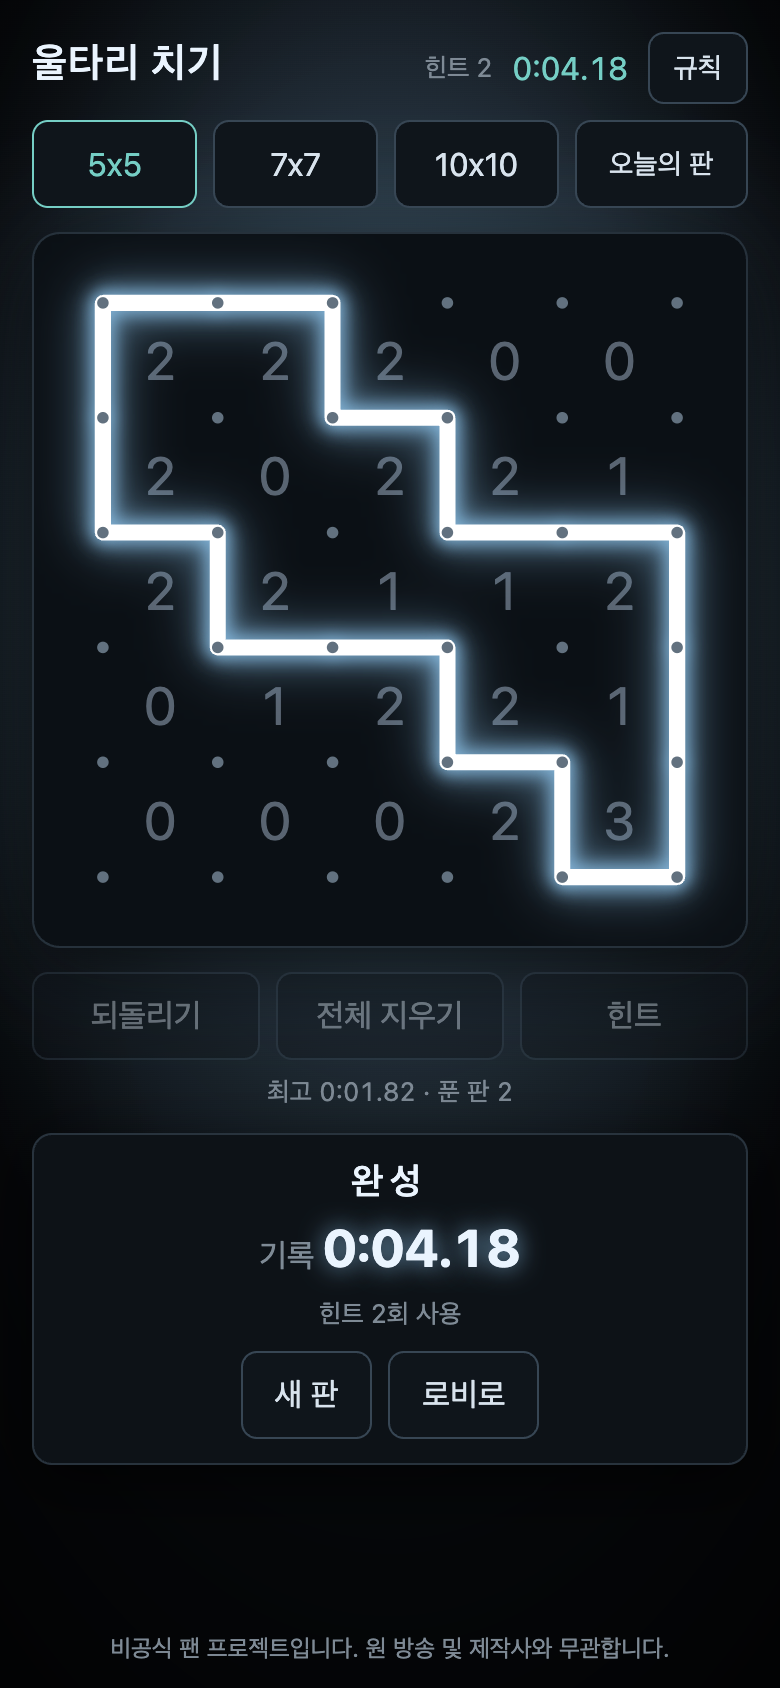 울타리 치기 힌트 2 0:04.18 규칙
5x5 7x7 10x10 오늘의 판
2 2 2 0 0
2 0 2 2 1
2 2 1 1 2
0 1 2 2 1
0 0 0 2 3
되돌리기 전체 지우기 힌트
최고 0:01.82 · 푼 판 2
완성
기록 0:04.18
힌트 2회 사용
새 판 로비로
비공식 팬 프로젝트입니다. 원 방송 및 제작사와 무관합니다.